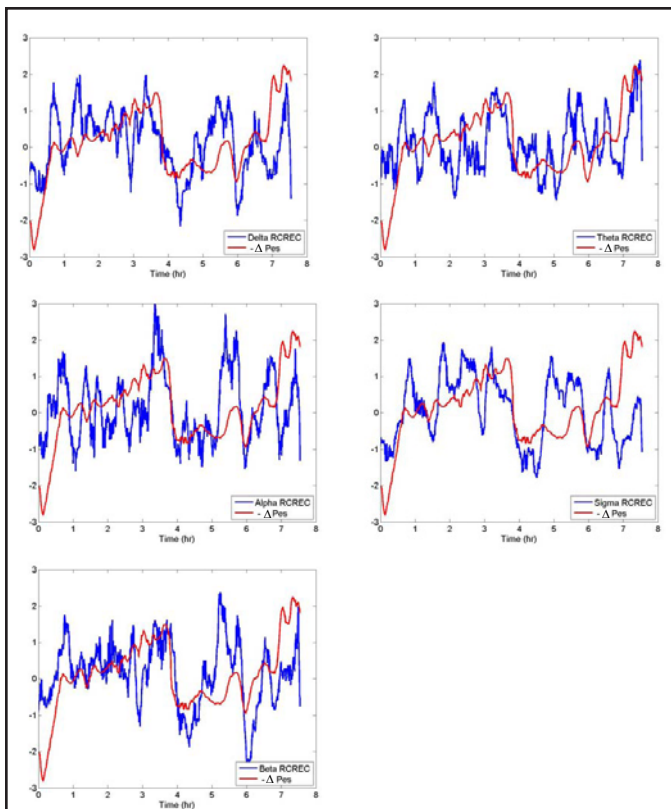 3
2
1
0
-1
-2
-3
0 1 2 3 4 5 6 7 8
Time (hr)
Delta RCREC
- Δ Pes
3
2
1
0
-1
-2
-3
0 1 2 3 4 5 6 7 8
Time (hr)
Theta RCREC
- Δ Pes
3
2
1
0
-1
-2
-3
0 1 2 3 4 5 6 7 8
Time (hr)
Alpha RCREC
- Δ Pes
3
2
1
0
-1
-2
-3
0 1 2 3 4 5 6 7 8
Time (hr)
Sigma RCREC
- Δ Pes
3
2
1
0
-1
-2
-3
0 1 2 3 4 5 6 7 8
Time (hr)
Beta RCREC
- Δ Pes